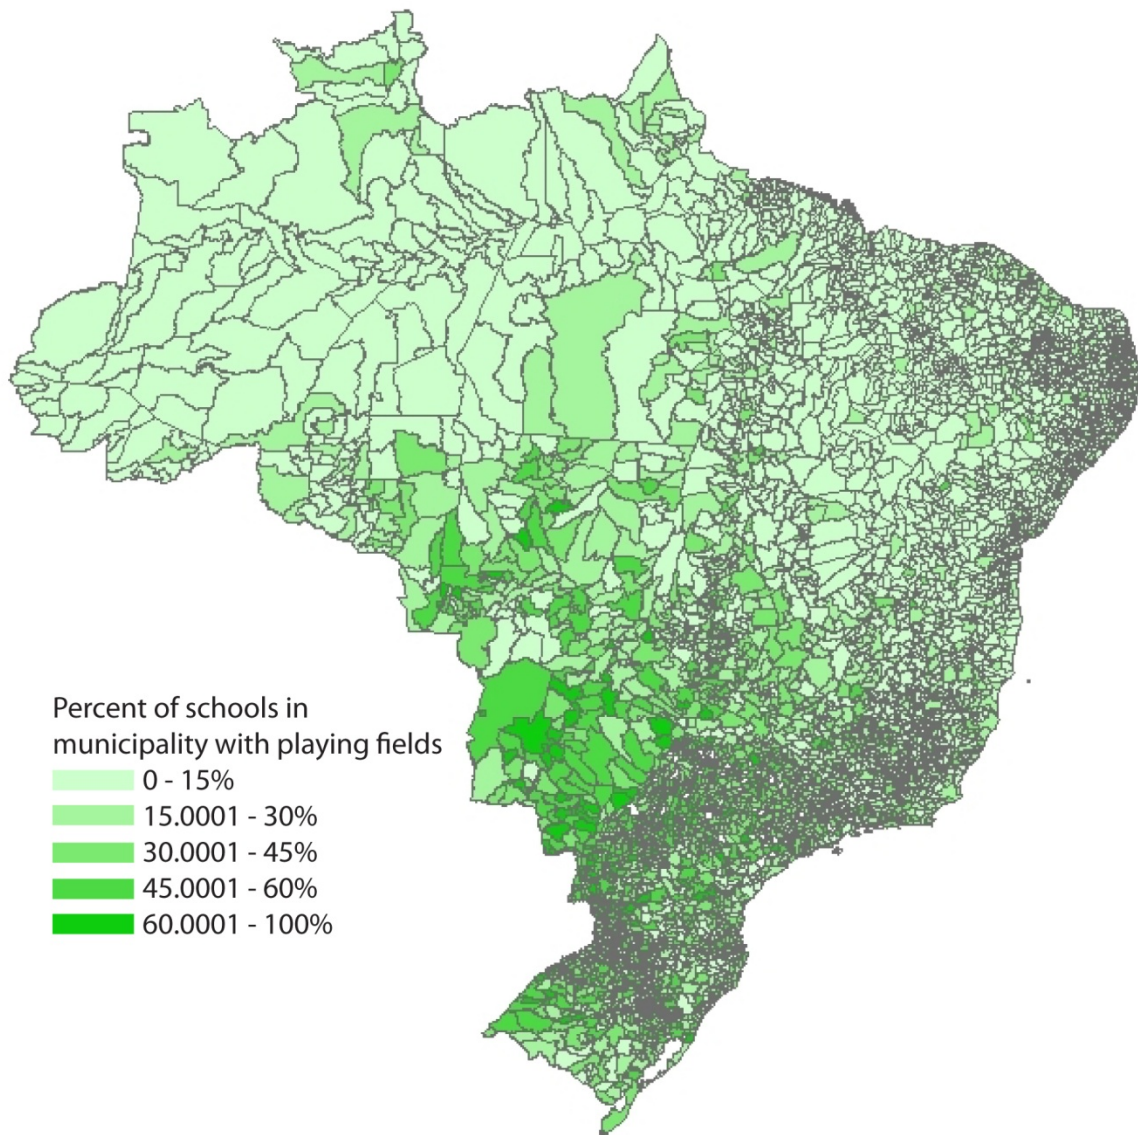 Percent of schools in
municipality with playing fields
0 - 15%
15.0001 - 30%
30.0001 - 45%
45.0001 - 60%
60.0001 - 100%